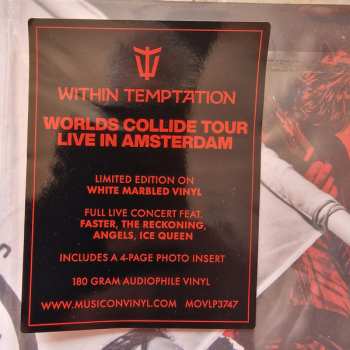 WITHIN TEMPTATION
WORLDS COLLIDE TOUR
LIVE IN AMSTERDAM
LIMITED EDITION ON
WHITE MARBLED VINYL
FULL LIVE CONCERT FEAT.
FASTER, THE RECKONING,
ANGELS, ICE QUEEN
INCLUDES A 4-PAGE PHOTO INSERT
180 GRAM AUDIOPHILE VINYL
WWW.MUSICONVINYL.COM MOVLP3747